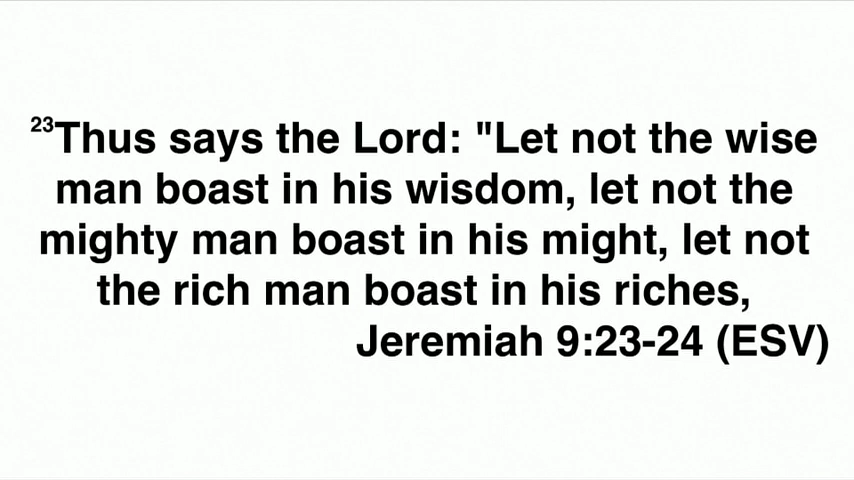 23Thus says the Lord: "Let not the wise
man boast in his wisdom, let not the
mighty man boast in his might, let not
the rich man boast in his riches,
Jeremiah 9:23-24 (ESV)